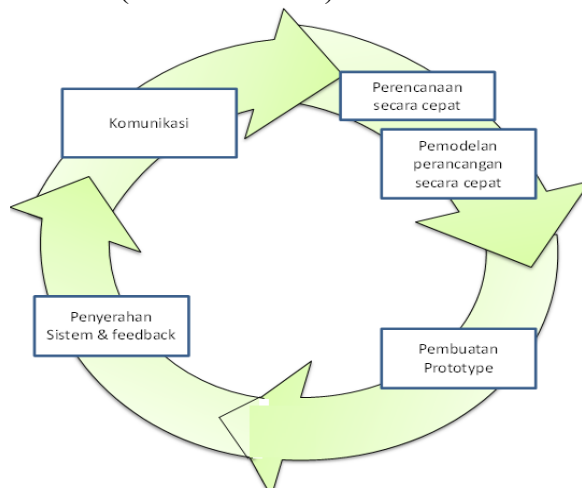 Komunikasi
Perencanaan
secara cepat
Pemodelan
perancangan
secara cepat
Pembuatan
Prototype
Penyerahan
Sistem & feedback